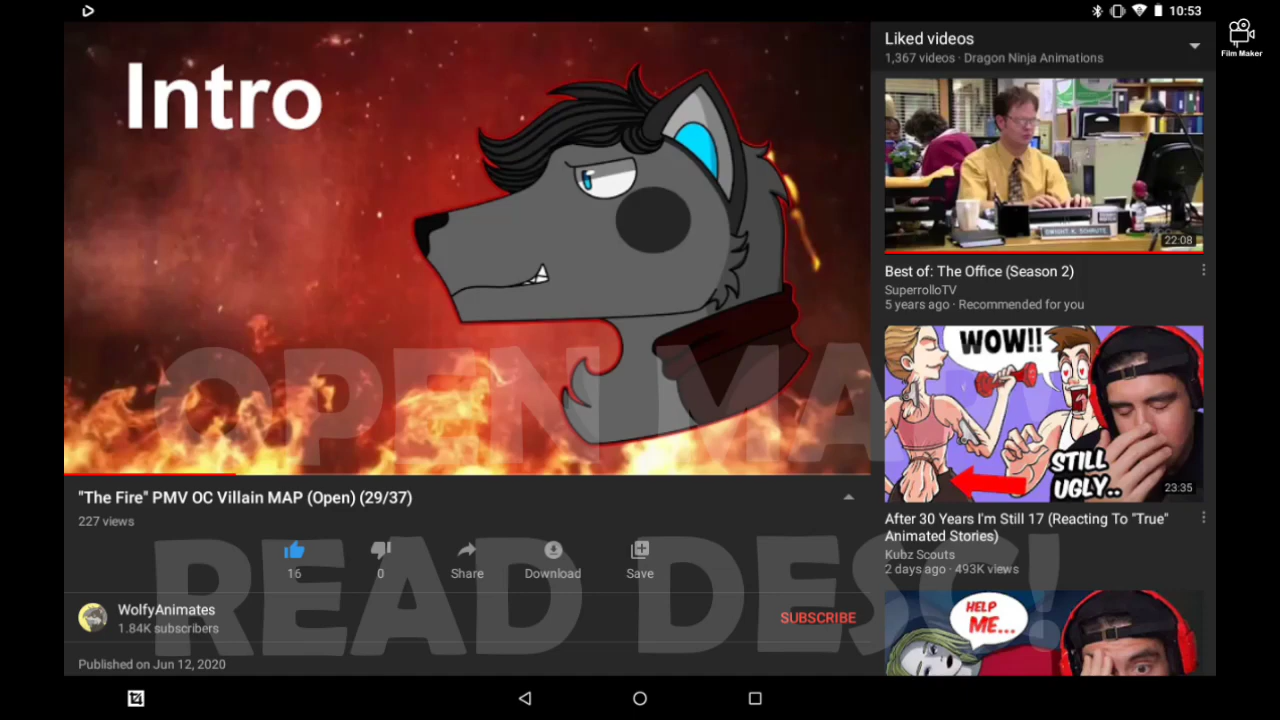 10:53
Film Maker
Intro
OPEN MAP
READ DESC!
"The Fire" PMV OC Villain MAP (Open) (29/37)
227 views
16
0
Share
Download
Save
WolfyAnimates
1.84K subscribers
SUBSCRIBE
Published on Jun 12, 2020
Liked videos
1,367 videos · Dragon Ninja Animations
DWIGHT K. SCHRUTE
22:08
Best of: The Office (Season 2)
SuperrolloTV
5 years ago · Recommended for you
WOW!!
STILL
UGLY..
23:35
After 30 Years I'm Still 17 (Reacting To "True"
Animated Stories)
Kubz Scouts
2 days ago · 493K views
HELP
ME...